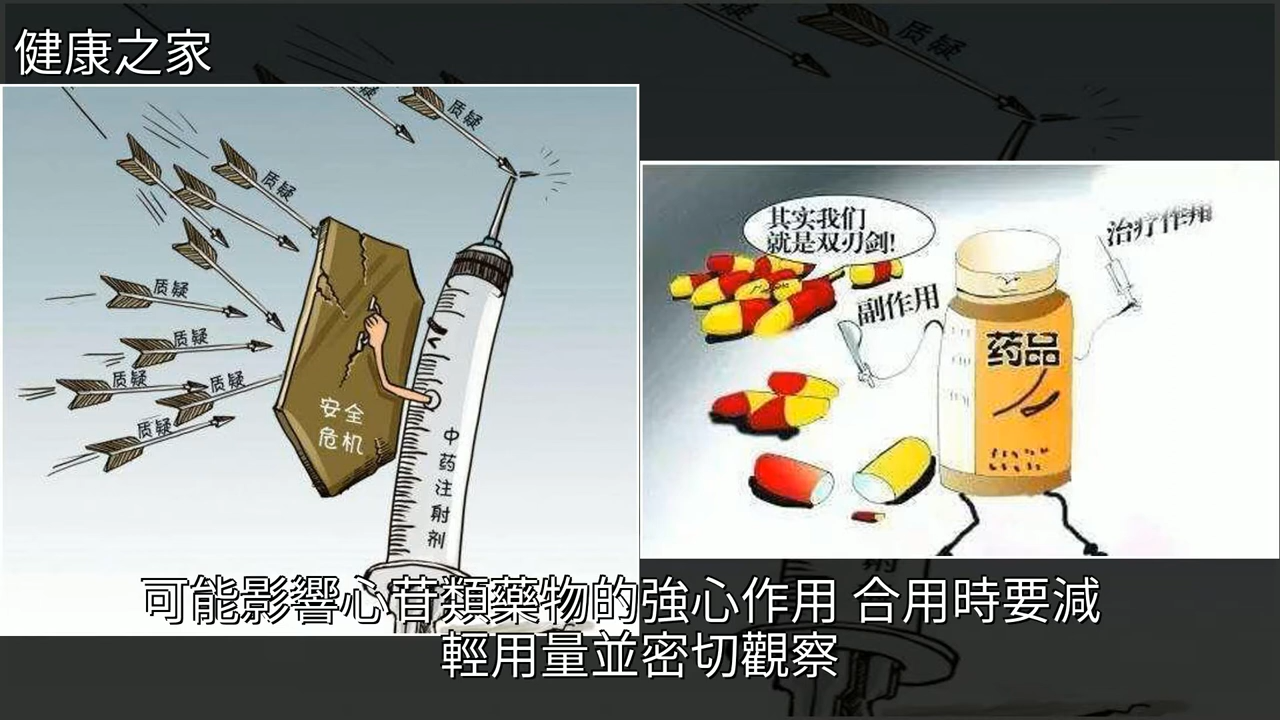 健康之家
质疑
质疑
质疑
质疑
质疑
质疑
质疑
质疑
质疑
安全
危机
中药注射剂
其实我们
就是双刃剑!
副作用
治疗作用
药品
可能影響心苷類藥物的強心作用 合用時要減
輕用量並密切觀察